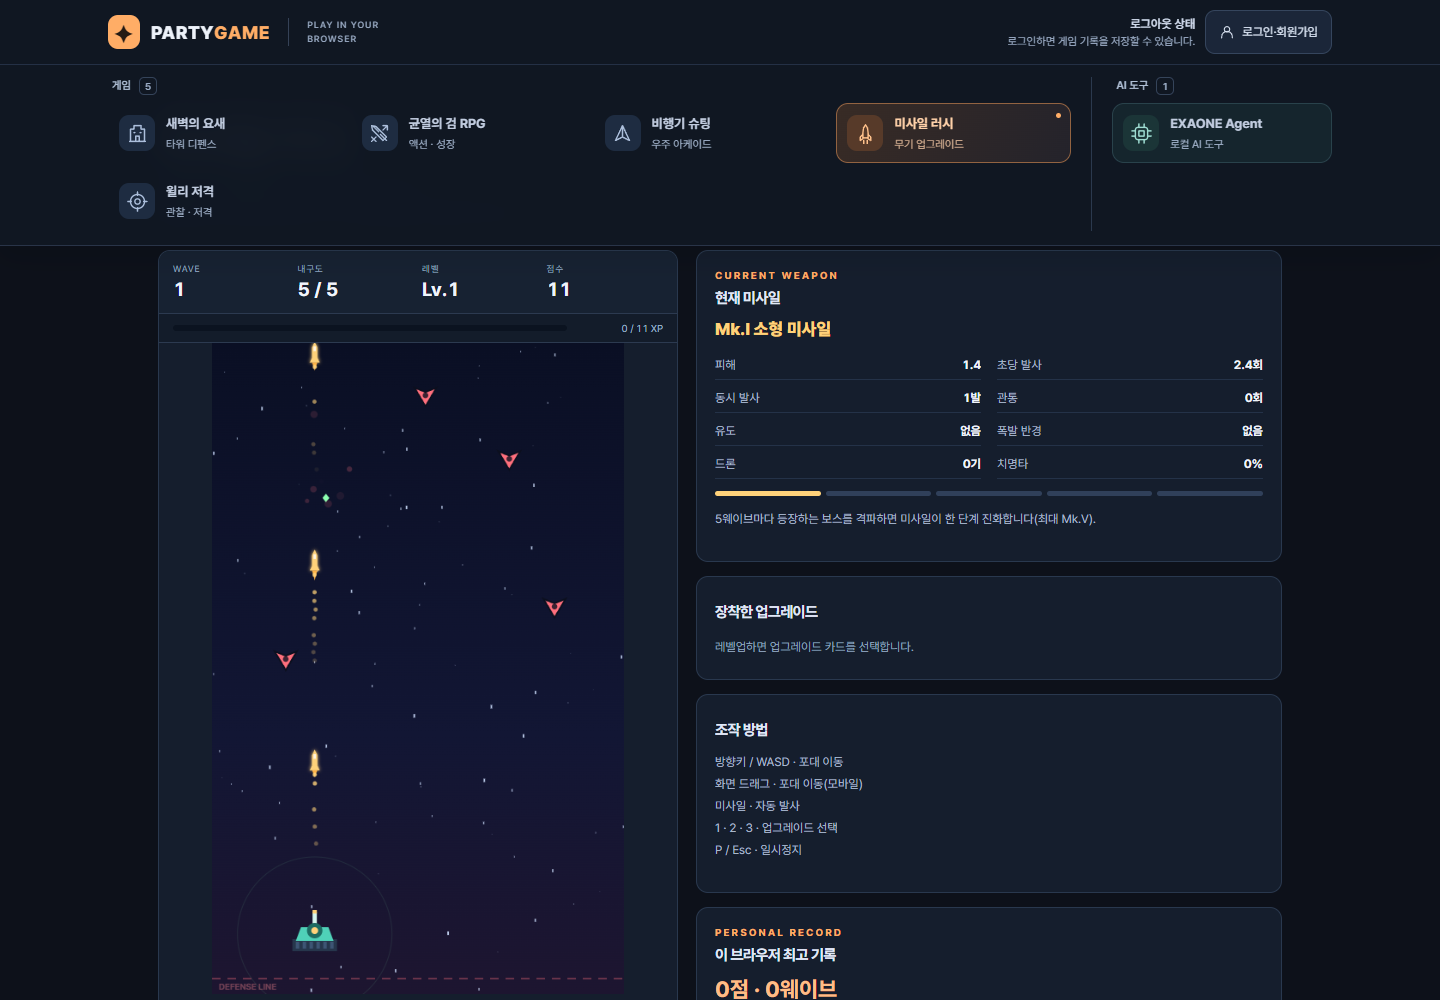 PARTYGAME
PLAY IN YOUR
BROWSER
로그아웃 상태
로그인하면 게임 기록을 저장할 수 있습니다.
로그인·회원가입
게임 5
새벽의 요새
타워 디펜스
균열의 검 RPG
액션 · 성장
비행기 슈팅
우주 아케이드
미사일 러시
무기 업그레이드
윌리 저격
관찰 · 저격
AI 도구 1
EXAONE Agent
로컬 AI 도구
WAVE
1
내구도
5 / 5
레벨
Lv.1
점수
11
0 / 11 XP
DEFENSE LINE
CURRENT WEAPON
현재 미사일
Mk.I 소형 미사일
피해 1.4
초당 발사 2.4회
동시 발사 1발
관통 0회
유도 없음
폭발 반경 없음
드론 0기
치명타 0%
5웨이브마다 등장하는 보스를 격파하면 미사일이 한 단계 진화합니다(최대 Mk.V).
장착한 업그레이드
레벨업하면 업그레이드 카드를 선택합니다.
조작 방법
방향키 / WASD · 포대 이동
화면 드래그 · 포대 이동(모바일)
미사일 · 자동 발사
1 · 2 · 3 · 업그레이드 선택
P / Esc · 일시정지
PERSONAL RECORD
이 브라우저 최고 기록
0점 · 0웨이브